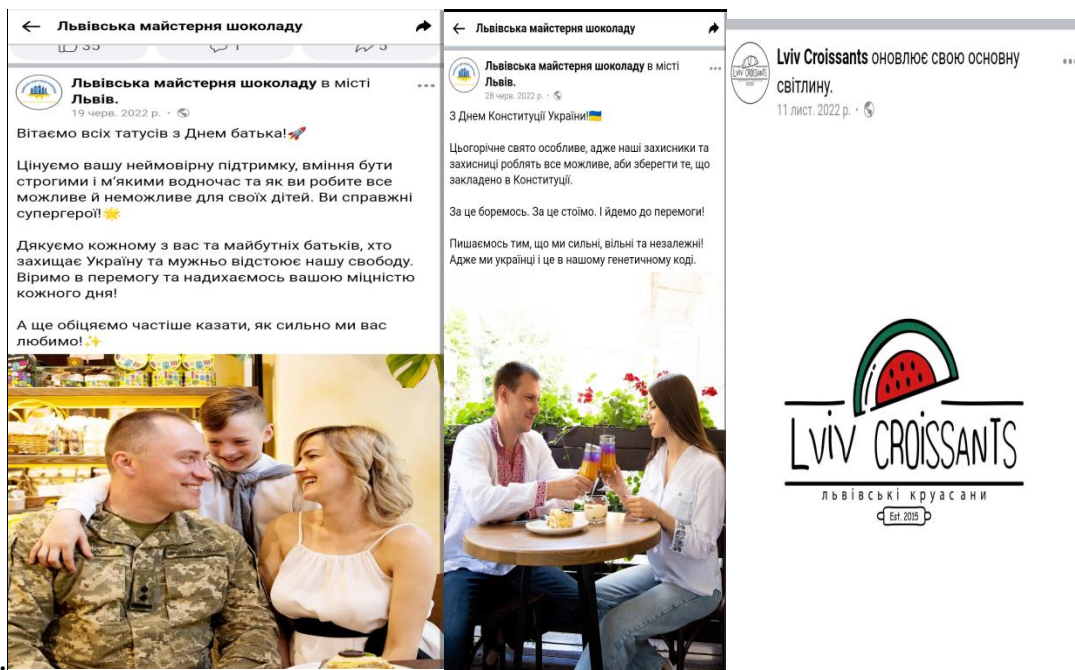 Львівська майстерня шоколаду
35
1
5
Львівська майстерня шоколаду в місті
Львів.
19 черв. 2022 р.
Вітаємо всіх татусів з Днем батька!🚀
Цінуємо вашу неймовірну підтримку, вміння бути
строгими і м'якими водночас та як ви робите все
можливе й неможливе для своїх дітей. Ви справжні
супергерої!🌟
Дякуємо кожному з вас та майбутніх батьків, хто
захищає Україну та мужньо відстоює нашу свободу.
Віримо в перемогу та надихаємось вашою міцністю
кожного дня!
А ще обіцяємо частіше казати, як сильно ми вас
любимо!✨
Львівська майстерня шоколаду
Львівська майстерня шоколаду в місті
Львів.
28 черв. 2022 р.
З Днем Конституції України!🇺🇦
Цьогорічне свято особливе, адже наші захисники та
захисниці роблять все можливе, аби зберегти те, що
закладено в Конституції.
За це боремось. За це стоїмо. І йдемо до перемоги!
Пишаємось тим, що ми сильні, вільні та незалежні!
Адже ми українці і це в нашому генетичному коді.
Lviv Croissants оновлює свою основну
світлину.
11 лист. 2022 р.
LVIV CROISSANTS
львівські круасани
Est. 2015